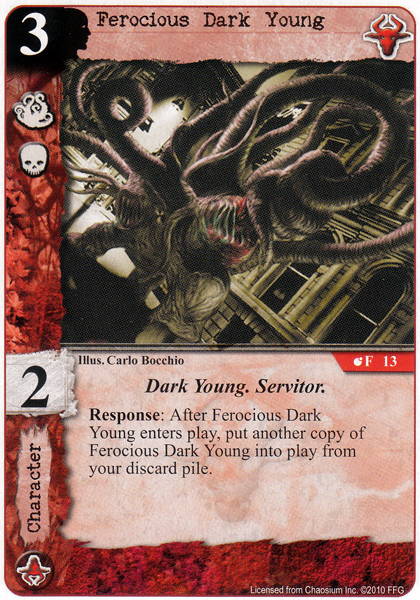 3
Ferocious Dark Young
Illus. Carlo Bocchio
F 13
2
Dark Young. Servitor.
Response: After Ferocious Dark
Young enters play, put another copy of
Ferocious Dark Young into play from
your discard pile.
Character
Licensed from Chaosium Inc. ©2010 FFG